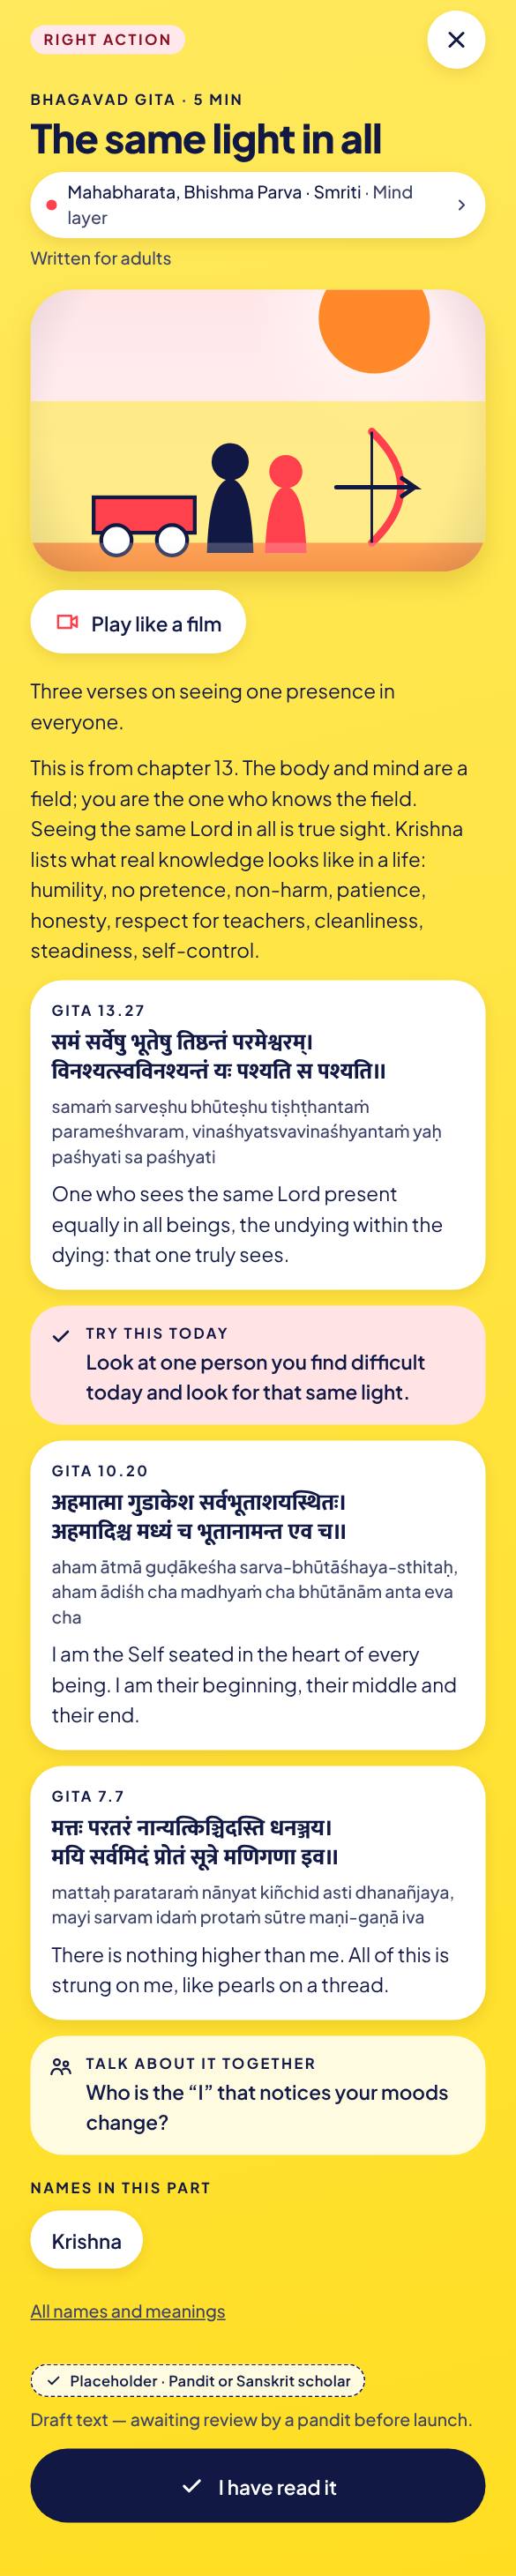 RIGHT ACTION
BHAGAVAD GITA · 5 MIN
The same light in all
Mahabharata, Bhishma Parva · Smriti · Mind
layer
Written for adults
Play like a film
Three verses on seeing one presence in
everyone.
This is from chapter 13. The body and mind are a
field; you are the one who knows the field.
Seeing the same Lord in all is true sight. Krishna
lists what real knowledge looks like in a life:
humility, no pretence, non-harm, patience,
honesty, respect for teachers, cleanliness,
steadiness, self-control.
GITA 13.27
समं सर्वेषु भूतेषु तिष्ठन्तं परमेश्वरम्।
विनश्यत्स्वविनश्यन्तं यः पश्यति स पश्यति॥
samaṁ sarveṣhu bhūteṣhu tiṣhṭhantaṁ
parameśhvaram, vinaśhyatsvavinaśhyantaṁ yaḥ
paśhyati sa paśhyati
One who sees the same Lord present
equally in all beings, the undying within the
dying: that one truly sees.
TRY THIS TODAY
Look at one person you find difficult
today and look for that same light.
GITA 10.20
अहमात्मा गुडाकेश सर्वभूताशयस्थितः।
अहमादिश्च मध्यं च भूतानामन्त एव च॥
aham ātmā guḍākeśha sarva-bhūtāśhaya-sthitaḥ,
aham ādiśh cha madhyaṁ cha bhūtānām anta eva
cha
I am the Self seated in the heart of every
being. I am their beginning, their middle and
their end.
GITA 7.7
मत्तः परतरं नान्यत्किञ्चिदस्ति धनञ्जय।
मयि सर्वमिदं प्रोतं सूत्रे मणिगणा इव॥
mattaḥ parataraṁ nānyat kiñchid asti dhanañjaya,
mayi sarvam idaṁ protaṁ sūtre maṇi-gaṇā iva
There is nothing higher than me. All of this is
strung on me, like pearls on a thread.
TALK ABOUT IT TOGETHER
Who is the “I” that notices your moods
change?
NAMES IN THIS PART
Krishna
All names and meanings
Placeholder · Pandit or Sanskrit scholar
Draft text — awaiting review by a pandit before launch.
I have read it